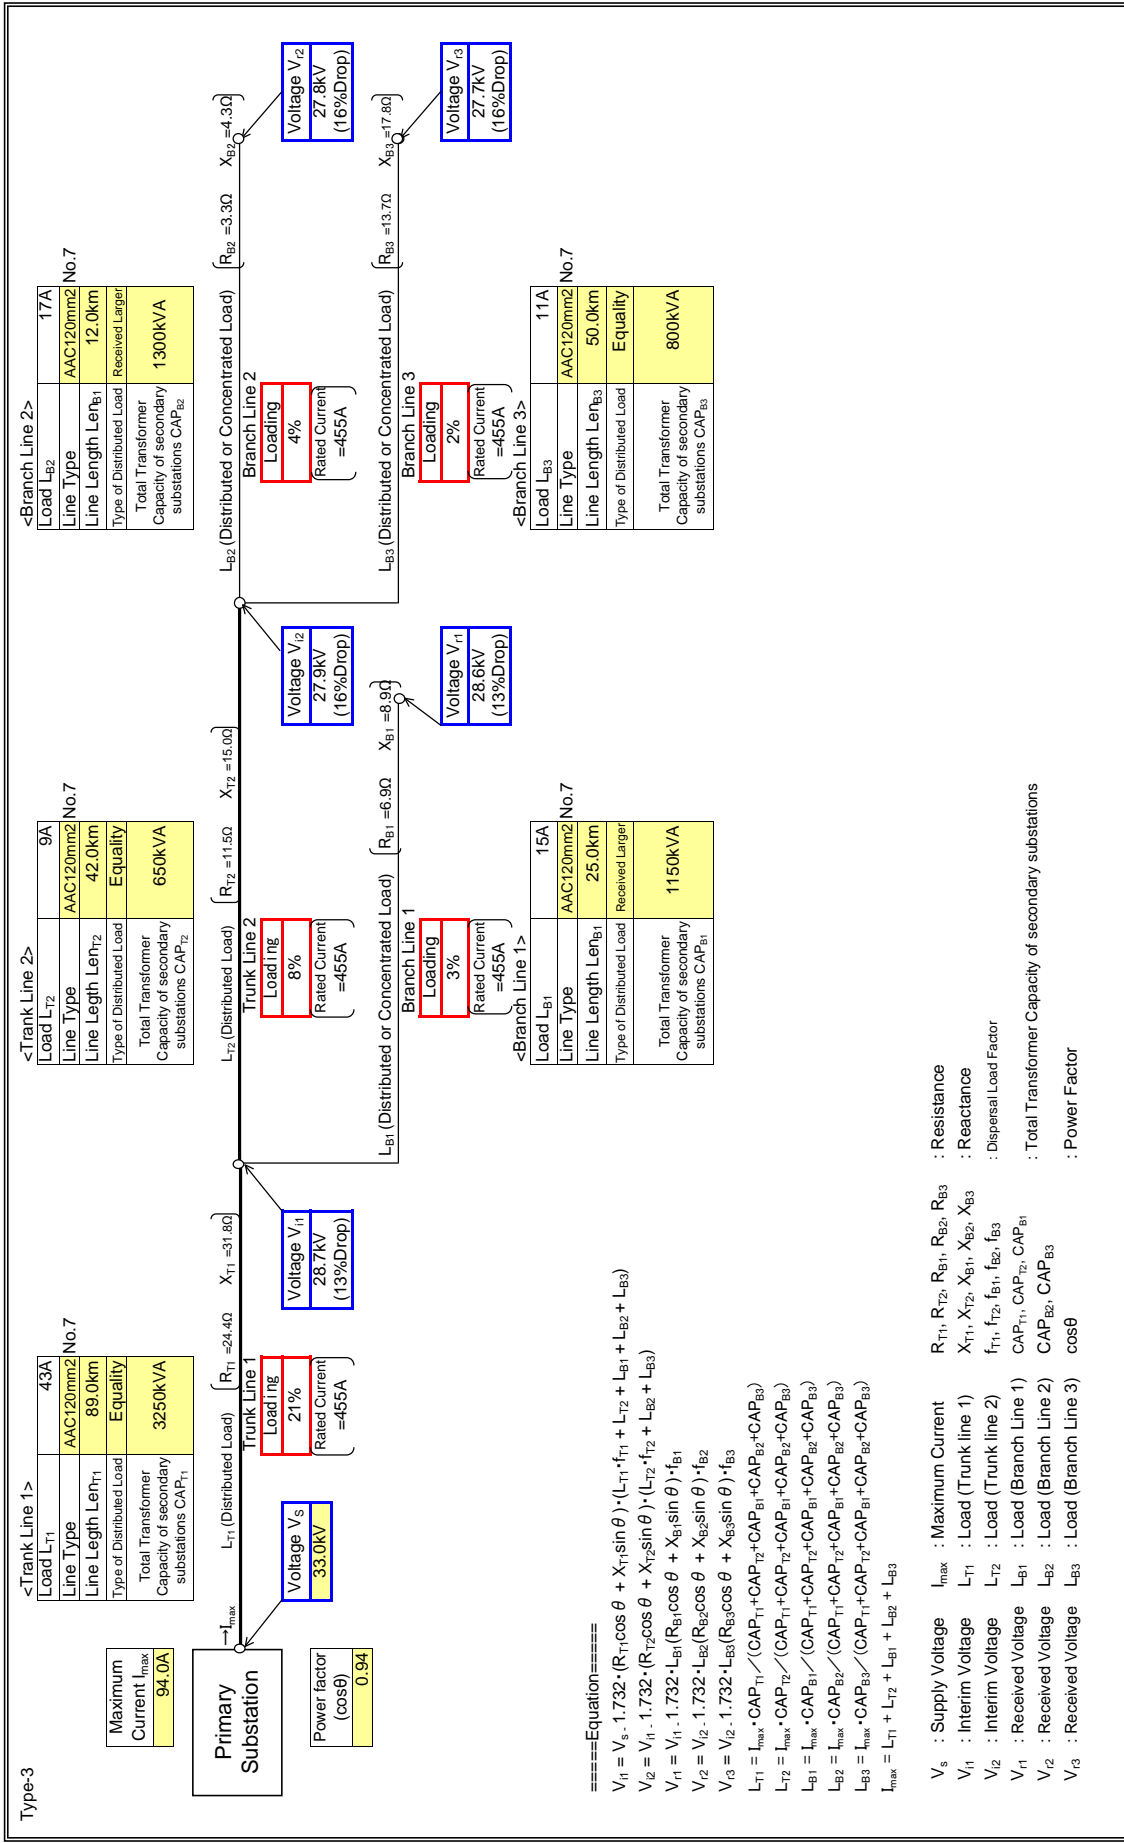 Type-3
Maximum
Current Imax
94.0A
Primary
Substation
Power factor
(cosθ)
0.94
→Imax
Voltage VS
33.0kV
<Trank Line 1>
Load LT1 43A
Line Type AAC120mm2 No.7
Line Legth LenT1 89.0km
Type of Distributed Load Equality
Total Transformer
Capacity of secondary
substations CAPT1
3250kVA
LT1 (Distributed Load)
RT1 =24.4Ω XT1 =31.8Ω
Trunk Line 1
Loading
21%
Rated Current
=455A
Voltage Vi1
28.7kV
(13%Drop)
<Trank Line 2>
Load LT2 9A
Line Type AAC120mm2 No.7
Line Legth LenT2 42.0km
Type of Distributed Load Equality
Total Transformer
Capacity of secondary
substations CAPT2
650kVA
LT2 (Distributed Load)
RT2 =11.5Ω XT2 =15.0Ω
Trunk Line 2
Loading
8%
Rated Current
=455A
Voltage Vi2
27.9kV
(16%Drop)
LB1 (Distributed or Concentrated Load)
RB1 =6.9Ω XB1 =8.9Ω
Branch Line 1
Loading
3%
Rated Current
=455A
Voltage Vr1
28.6kV
(13%Drop)
<Branch Line 1>
Load LB1 15A
Line Type AAC120mm2 No.7
Line Length LenB1 25.0km
Type of Distributed Load Received Larger
Total Transformer
Capacity of secondary
substations CAPB1
1150kVA
<Branch Line 2>
Load LB2 17A
Line Type AAC120mm2 No.7
Line Length LenB1 12.0km
Type of Distributed Load Received Larger
Total Transformer
Capacity of secondary
substations CAPB2
1300kVA
LB2 (Distributed or Concentrated Load)
RB2 =3.3Ω XB2 =4.3Ω
Branch Line 2
Loading
4%
Rated Current
=455A
Voltage Vr2
27.8kV
(16%Drop)
LB3 (Distributed or Concentrated Load)
RB3 =13.7Ω XB3 =17.8Ω
Branch Line 3
Loading
2%
Rated Current
=455A
Voltage Vr3
27.7kV
(16%Drop)
<Branch Line 3>
Load LB3 11A
Line Type AAC120mm2 No.7
Line Length LenB3 50.0km
Type of Distributed Load Equality
Total Transformer
Capacity of secondary
substations CAPB3
800kVA
=====Equation=====
Vi1 = Vs - 1.732•(RT1cos θ + XT1sin θ)•(LT1•fT1 + LT2 + LB1 + LB2 + LB3)
Vi2 = Vi1 - 1.732•(RT2cos θ + XT2sin θ)•(LT2•fT2 + LB2 + LB3)
Vr1 = Vi1 - 1.732•LB1(RB1cos θ + XB1sin θ)•fB1
Vr2 = Vi2 - 1.732•LB2(RB2cos θ + XB2sin θ)•fB2
Vr3 = Vi2 - 1.732•LB3(RB3cos θ + XB3sin θ)•fB3
LT1 = Imax•CAPT1／(CAPT1+CAPT2+CAPB1+CAPB2+CAPB3)
LT2 = Imax•CAPT2／(CAPT1+CAPT2+CAPB1+CAPB2+CAPB3)
LB1 = Imax•CAPB1／(CAPT1+CAPT2+CAPB1+CAPB2+CAPB3)
LB2 = Imax•CAPB2／(CAPT1+CAPT2+CAPB1+CAPB2+CAPB3)
LB3 = Imax•CAPB3／(CAPT1+CAPT2+CAPB1+CAPB2+CAPB3)
Imax = LT1 + LT2 + LB1 + LB2 + LB3
Vs : Supply Voltage Imax : Maximum Current RT1, RT2, RB1, RB2, RB3 : Resistance
Vi1 : Interim Voltage LT1 : Load (Trunk line 1) XT1, XT2, XB1, XB2, XB3 : Reactance
Vi2 : Interim Voltage LT2 : Load (Trunk line 2) fT1, fT2, fB1, fB2, fB3 : Dispersal Load Factor
Vr1 : Received Voltage LB1 : Load (Branch Line 1) CAPT1, CAPT2, CAPB1 : Total Transformer Capacity of secondary substations
Vr2 : Received Voltage LB2 : Load (Branch Line 2) CAPB2, CAPB3
Vr3 : Received Voltage LB3 : Load (Branch Line 3) cosθ : Power Factor